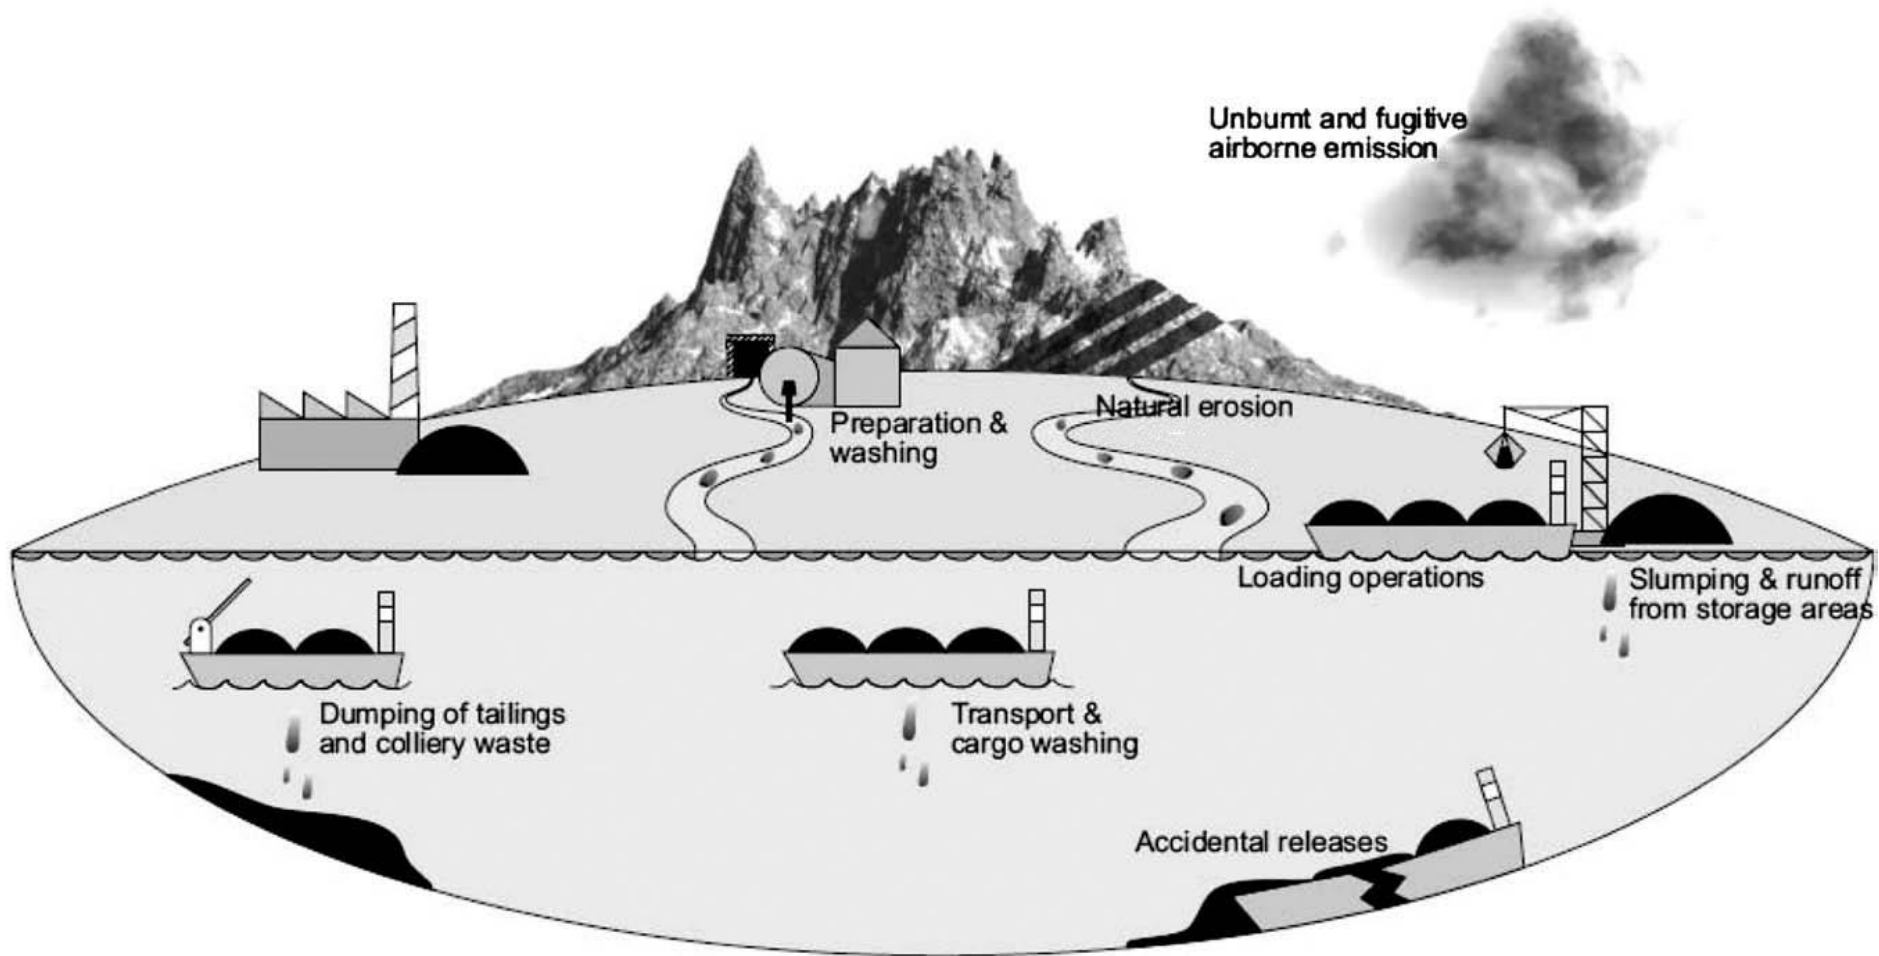 Unburnt and fugitive
airborne emission
Natural erosion
Preparation &
washing
Loading operations
Slumping & runoff
from storage areas
Dumping of tailings
and colliery waste
Transport &
cargo washing
Accidental releases